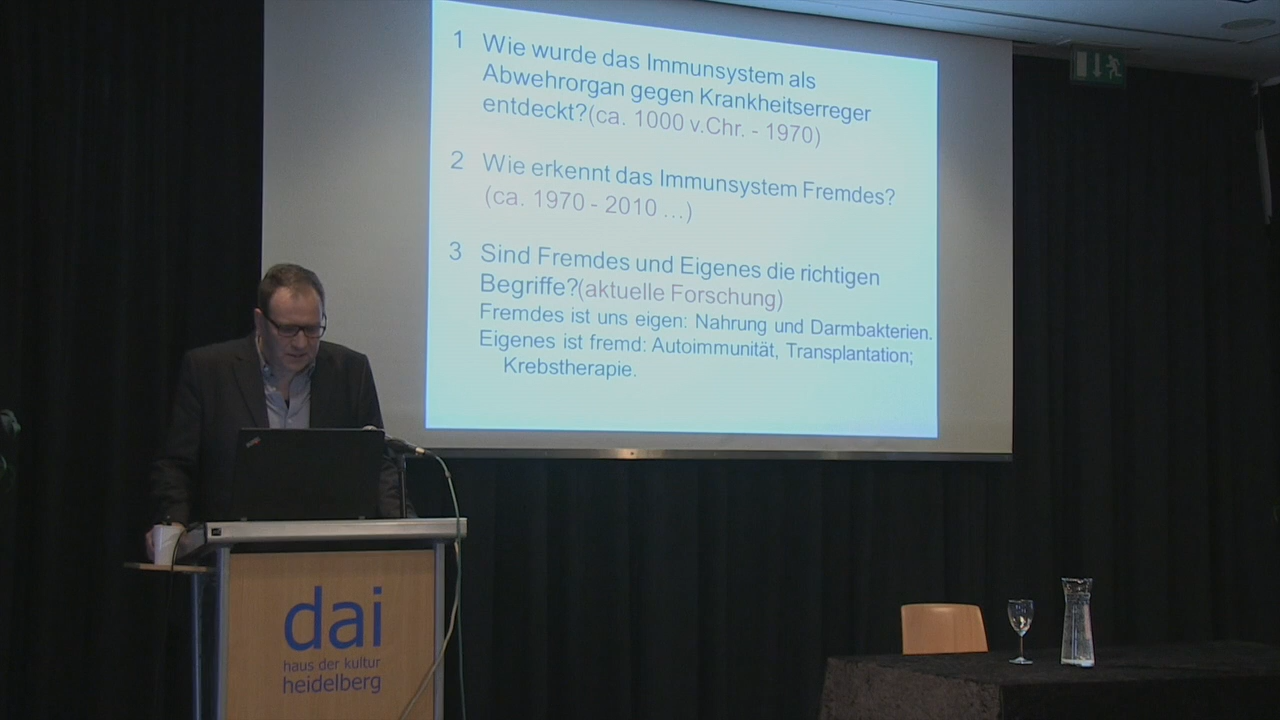 1 Wie wurde das Immunsystem als
Abwehrorgan gegen Krankheitserreger
entdeckt?(ca. 1000 v.Chr. - 1970)
2 Wie erkennt das Immunsystem Fremdes?
(ca. 1970 - 2010 ...)
3 Sind Fremdes und Eigenes die richtigen
Begriffe?(aktuelle Forschung)
Fremdes ist uns eigen: Nahrung und Darmbakterien.
Eigenes ist fremd: Autoimmunität, Transplantation;
Krebstherapie.
dai
haus der kultur
heidelberg